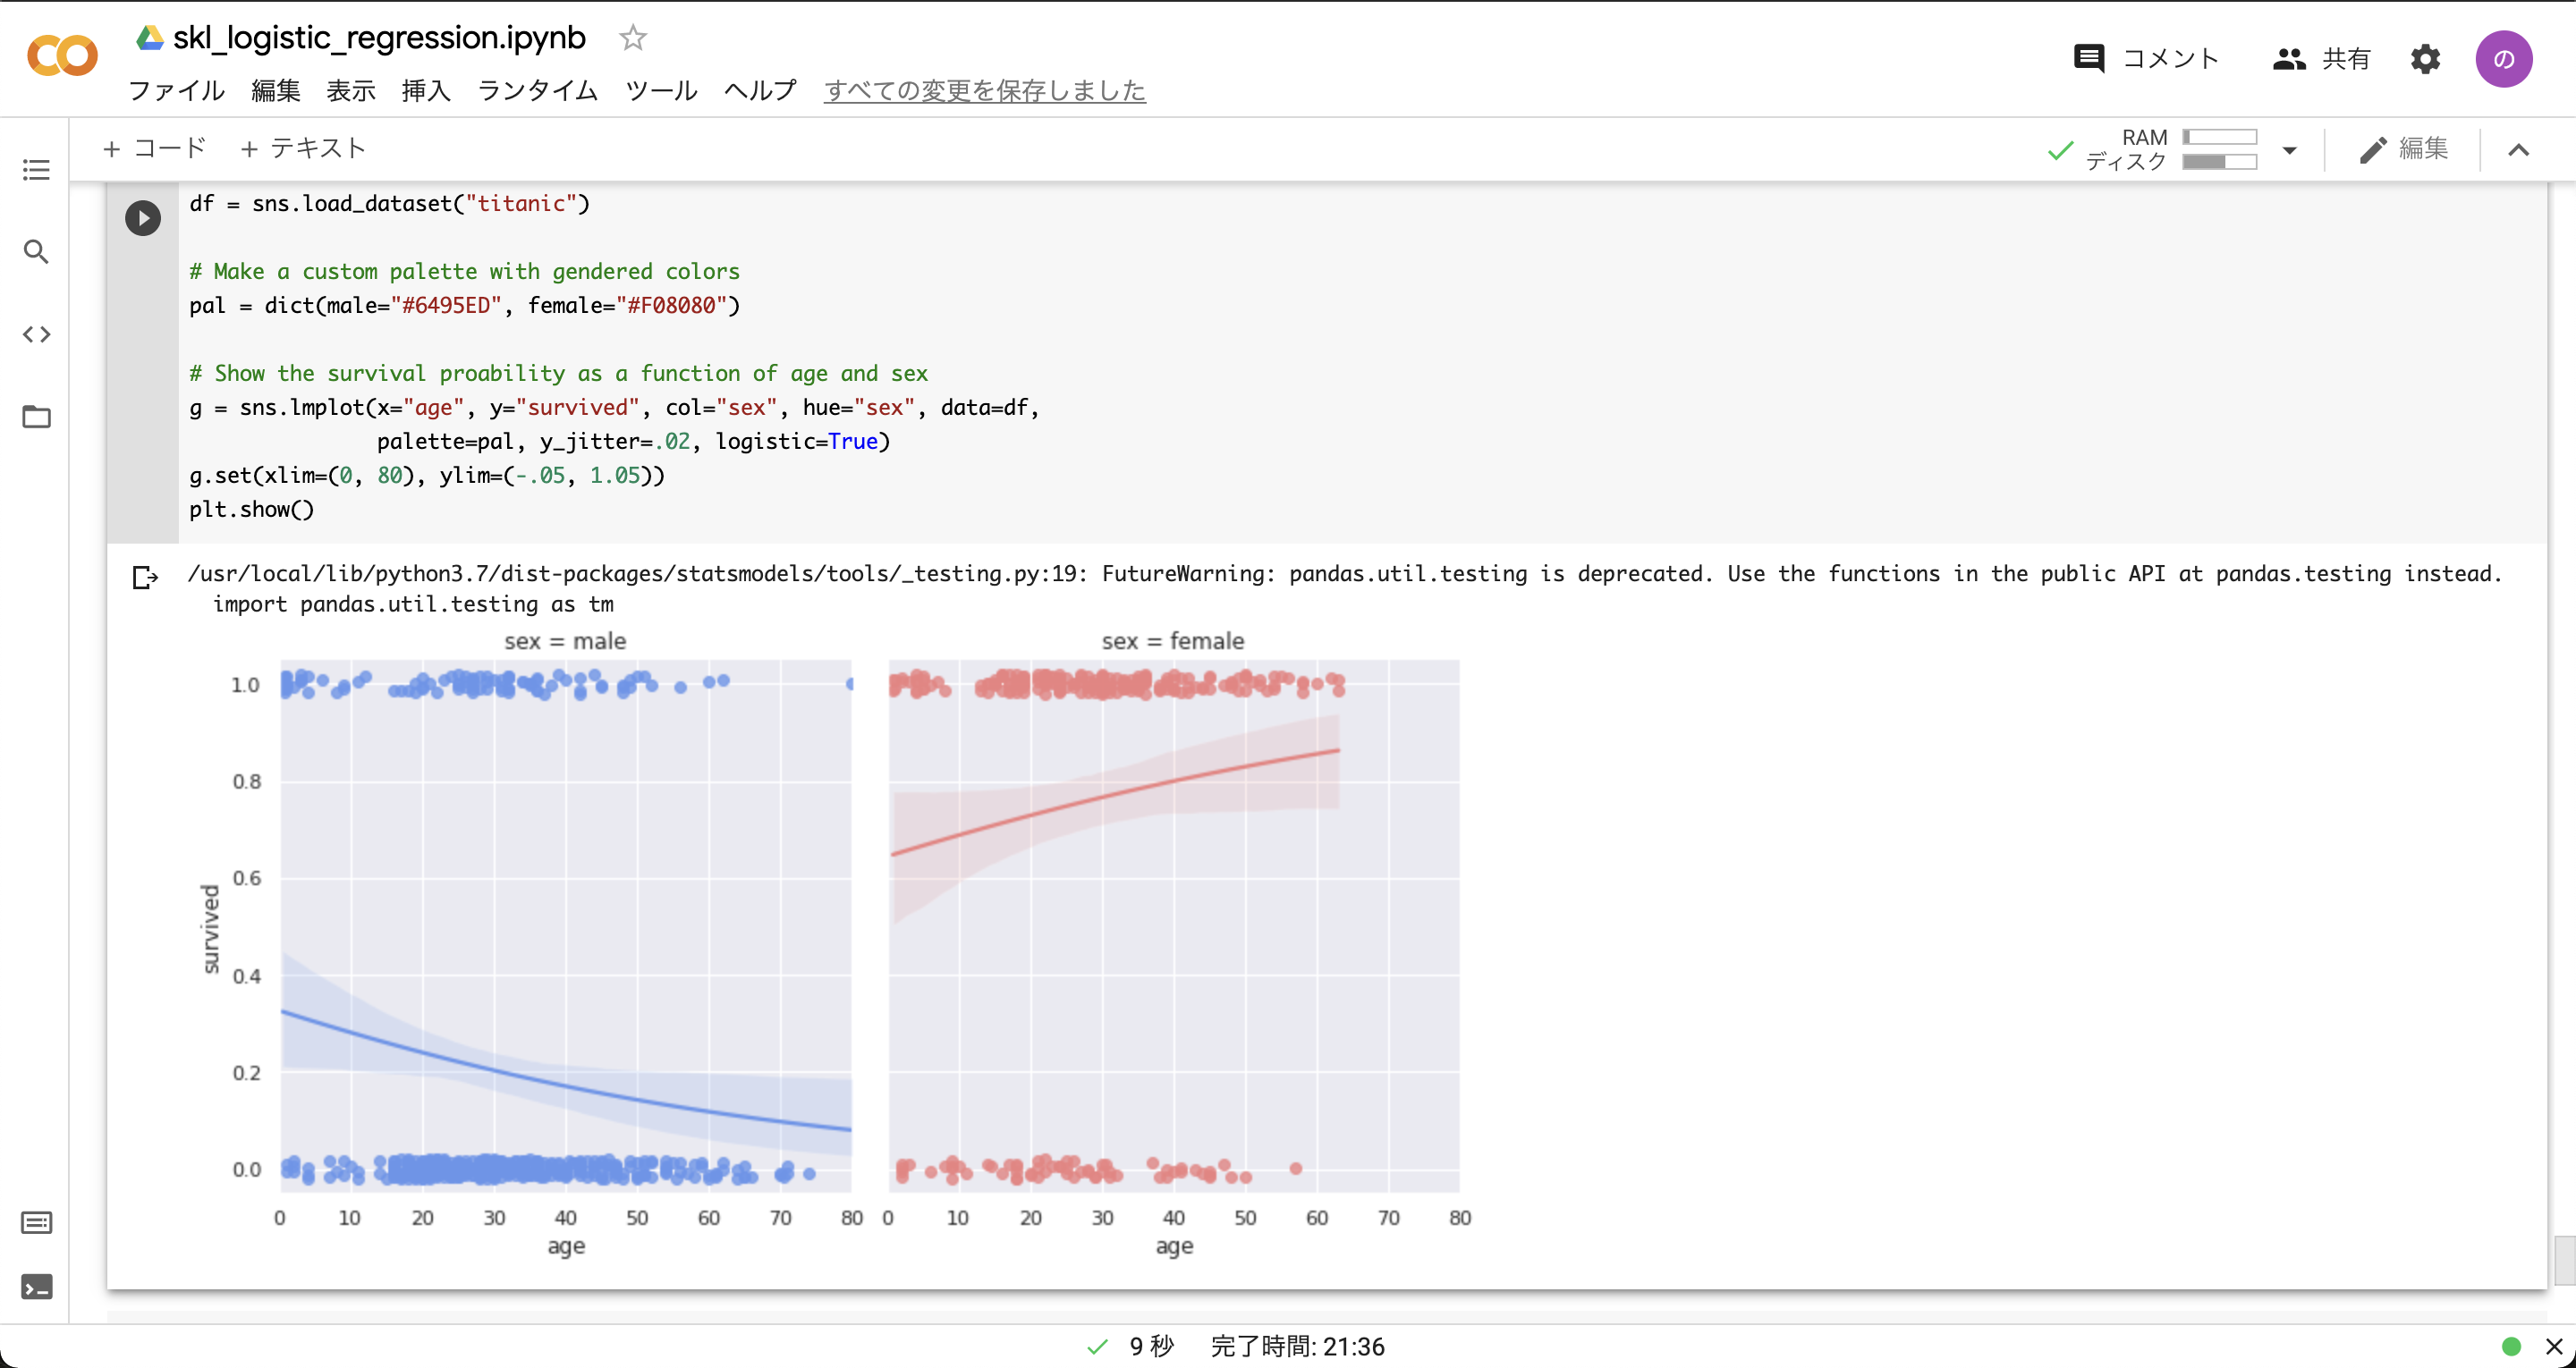 skl_logistic_regression.ipynb
コメント
共有
の
ファイル 編集 表示 挿入 ランタイム ツール ヘルプ すべての変更を保存しました
+ コード + テキスト
RAM
ディスク
編集
df = sns.load_dataset("titanic")
# Make a custom palette with gendered colors
pal = dict(male="#6495ED", female="#F08080")
# Show the survival proability as a function of age and sex
g = sns.lmplot(x="age", y="survived", col="sex", hue="sex", data=df,
palette=pal, y_jitter=.02, logistic=True)
g.set(xlim=(0, 80), ylim=(-.05, 1.05))
plt.show()
/usr/local/lib/python3.7/dist-packages/statsmodels/tools/_testing.py:19: FutureWarning: pandas.util.testing is deprecated. Use the functions in the public API at pandas.testing instead.
import pandas.util.testing as tm
sex = male
sex = female
1.0
0.8
0.6
0.4
0.2
0.0
survived
0 10 20 30 40 50 60 70 80
0 10 20 30 40 50 60 70 80
age
age
9 秒 完了時間: 21:36